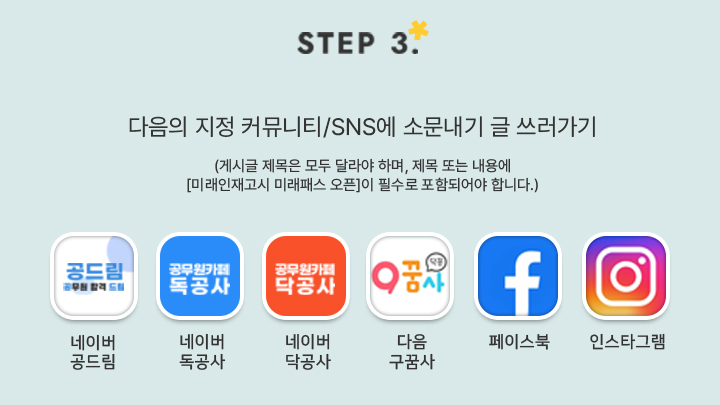 STEP 3.
다음의 지정 커뮤니티/SNS에 소문내기 글 쓰러가기
(게시글 제목은 모두 달라야 하며, 제목 또는 내용에
[미래인재고시 미래패스 오픈]이 필수로 포함되어야 합니다.)
공드림
공무원 합격 드림
공무원카페
독공사
공무원카페
닥공사
9꿈사
닥꿈
f
네이버
공드림
네이버
독공사
네이버
닥공사
다음
구꿈사
페이스북
인스타그램